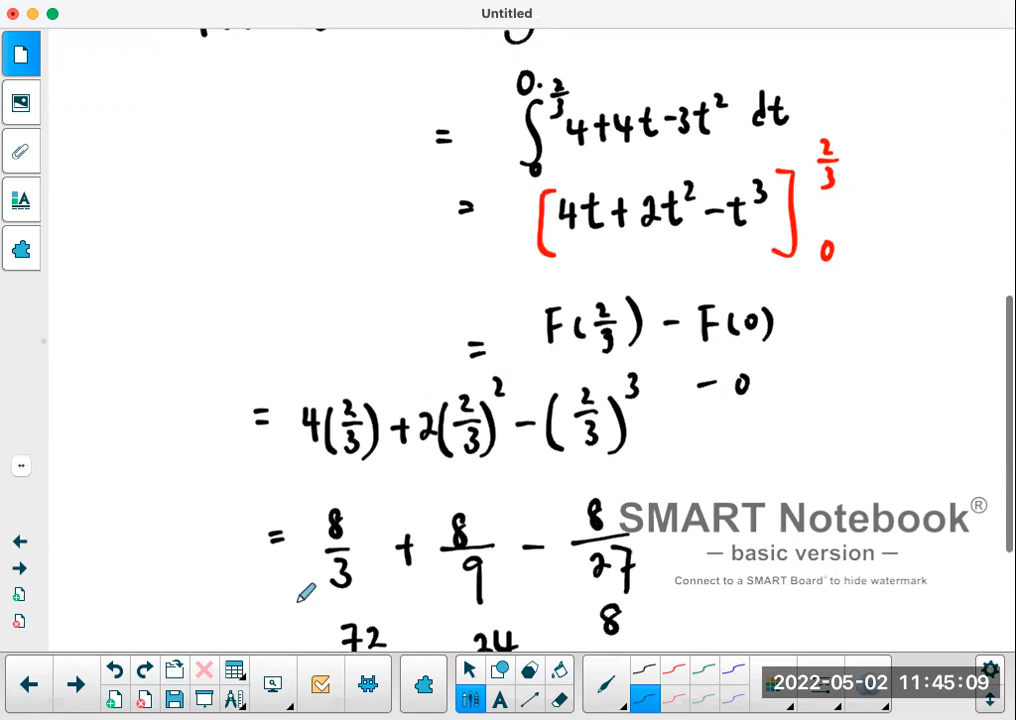 Untitled
= ∫₀^{0.2/3} 4+4t-3t² dt
= [4t+2t²-t³] 2/3 0
= F(2/3) - F(0)
= 4(2/3)+2(2/3)²-(2/3)³ - 0
= 8/3 + 8/9 - 8/27
72 24 8
SMART Notebook®
— basic version —
Connect to a SMART Board® to hide watermark
2022-05-02 11:45:09